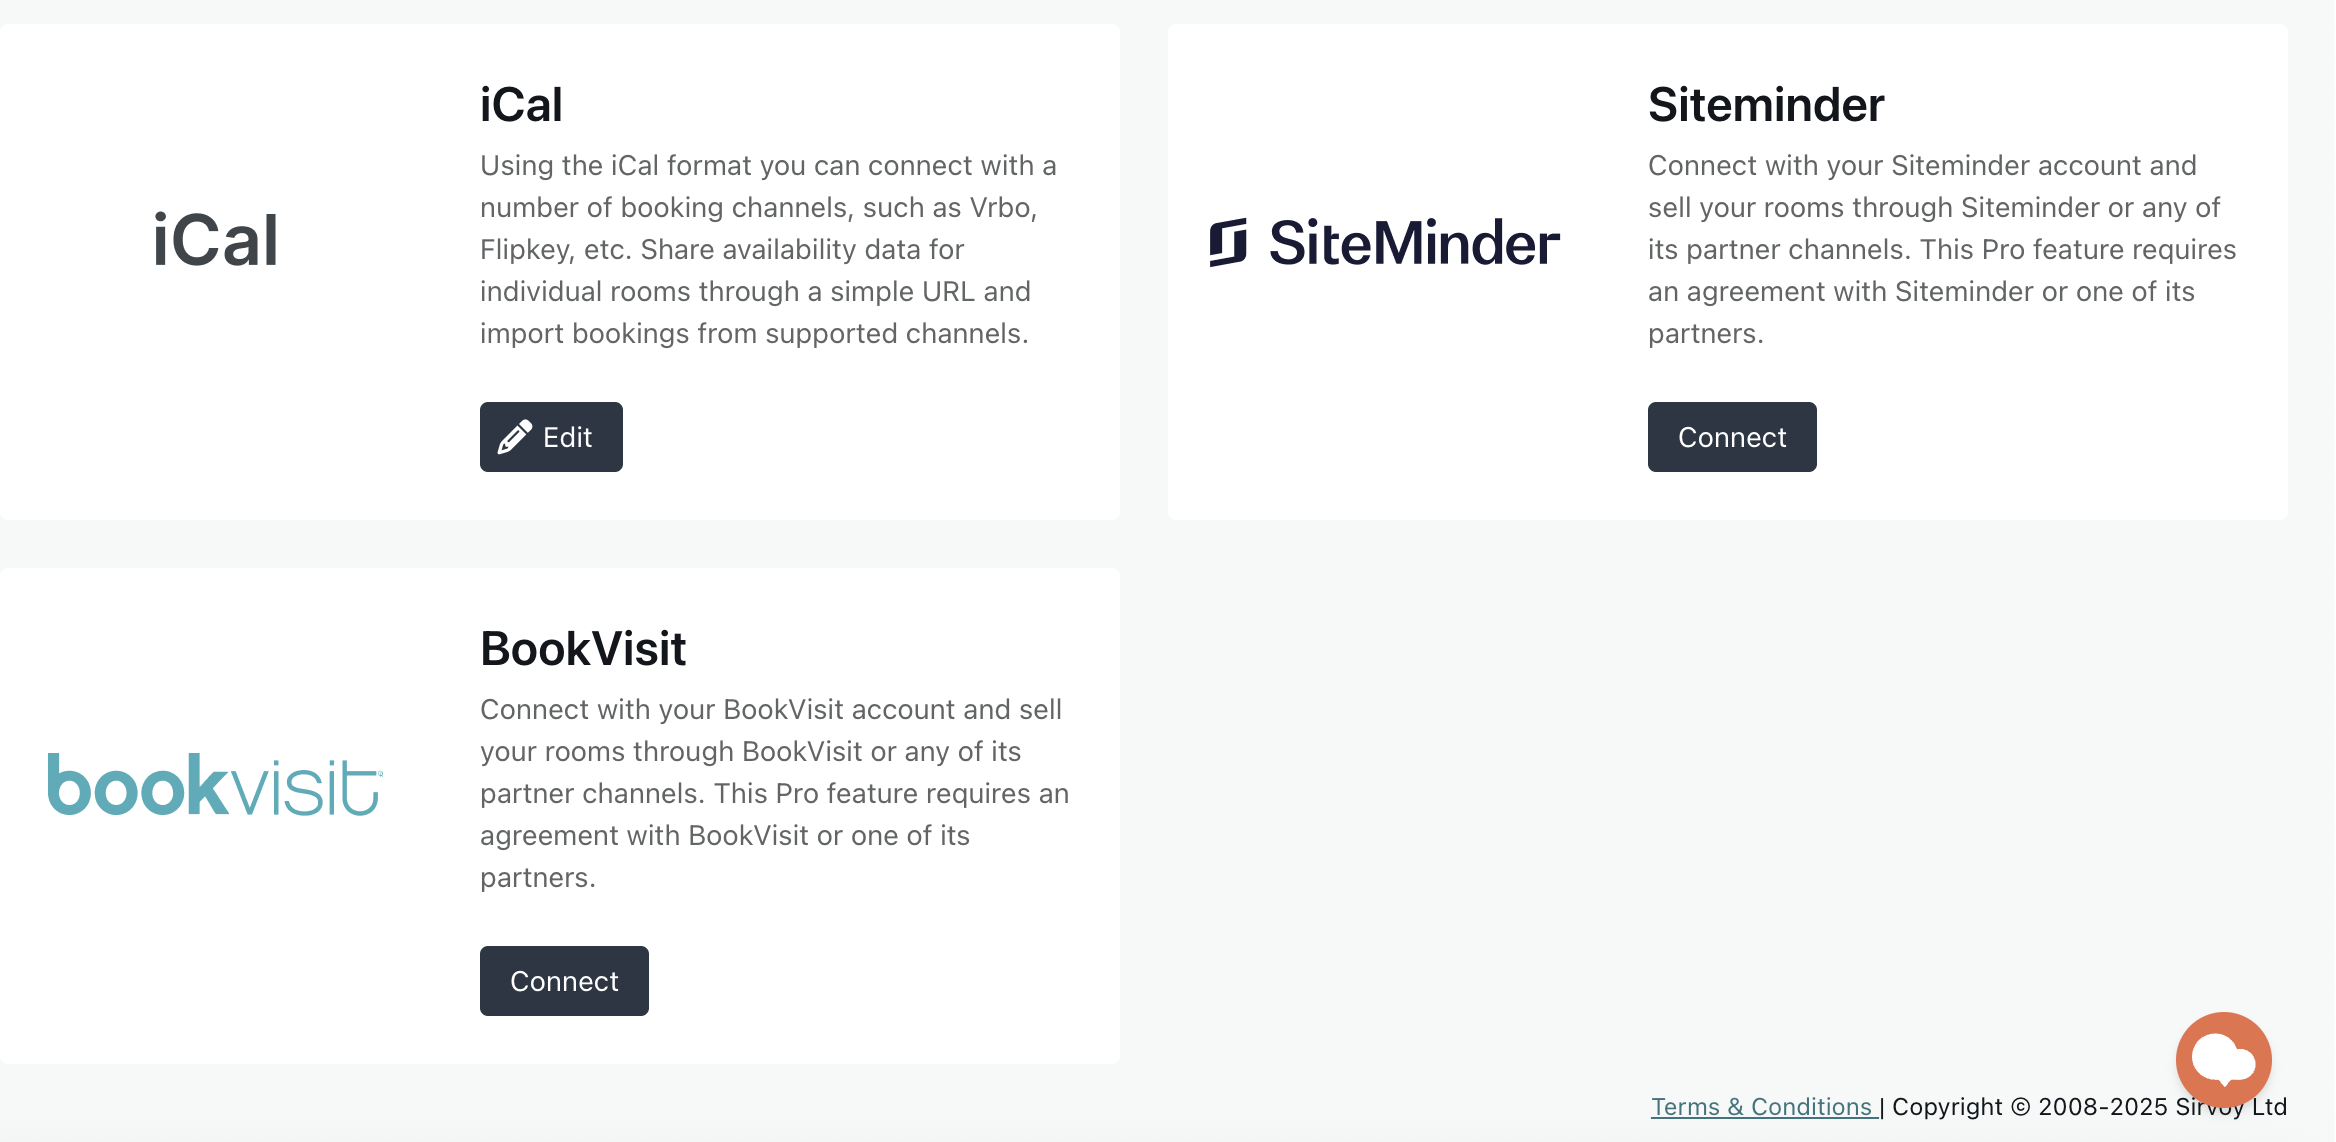 iCal
iCal
Using the iCal format you can connect with a
number of booking channels, such as Vrbo,
Flipkey, etc. Share availability data for
individual rooms through a simple URL and
import bookings from supported channels.
Edit
SiteMinder
Siteminder
Connect with your Siteminder account and
sell your rooms through Siteminder or any of
its partner channels. This Pro feature requires
an agreement with Siteminder or one of its
partners.
Connect
bookvisit
BookVisit
Connect with your BookVisit account and sell
your rooms through BookVisit or any of its
partner channels. This Pro feature requires an
agreement with BookVisit or one of its
partners.
Connect
Terms & Conditions | Copyright © 2008-2025 Sirvoy Ltd